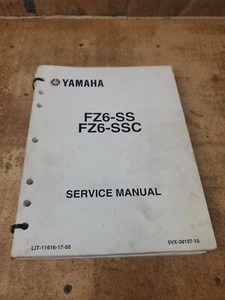 YAMAHA
FZ6-SS
FZ6-SSC
SERVICE MANUAL
LIT-11616-17-50
5VX-28197-10